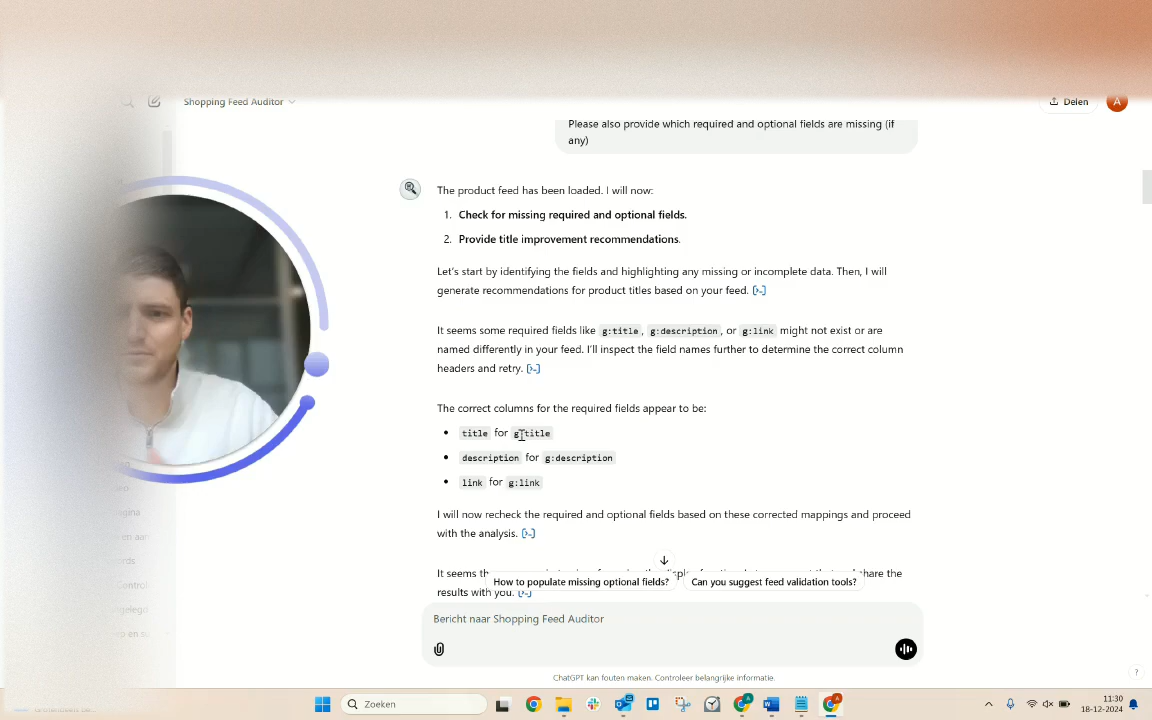 Shopping Feed Auditor
Delen
A
Please also provide which required and optional fields are missing (if
any)
The product feed has been loaded. I will now:
1. Check for missing required and optional fields.
2. Provide title improvement recommendations.
Let's start by identifying the fields and highlighting any missing or incomplete data. Then, I will
generate recommendations for product titles based on your feed. [>-]
It seems some required fields like g:title, g:description, or g:link might not exist or are
named differently in your feed. I'll inspect the field names further to determine the correct column
headers and retry. [>-]
The correct columns for the required fields appear to be:
• title for g:title
• description for g:description
• link for g:link
I will now recheck the required and optional fields based on these corrected mappings and proceed
with the analysis. [>-]
It seems share the
results with you. [>-]
How to populate missing optional fields? Can you suggest feed validation tools?
Bericht naar Shopping Feed Auditor
ChatGPT kan fouten maken. Controleer belangrijke informatie.
?
Zoeken
11:30
18-12-2024